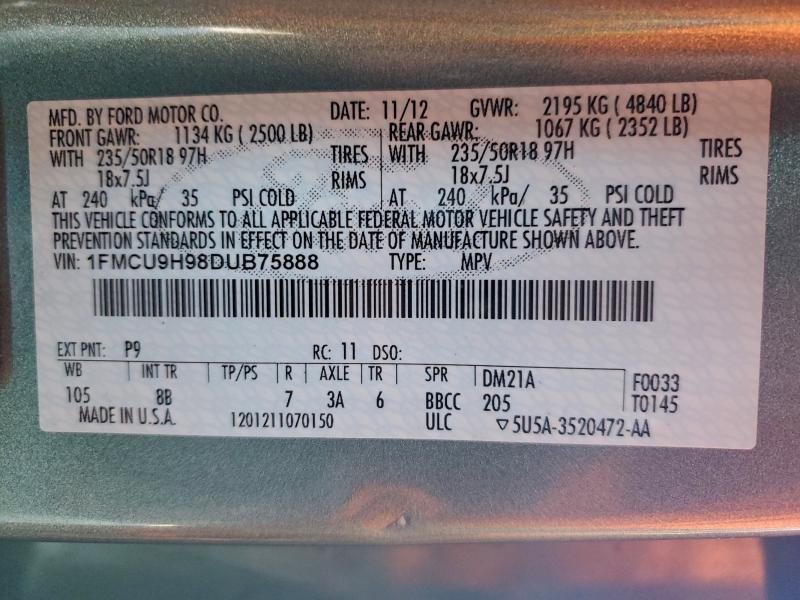 MFD. BY FORD MOTOR CO. DATE: 11/12 GVWR: 2195 KG ( 4840 LB)
FRONT GAWR: 1134 KG ( 2500 LB) REAR GAWR: 1067 KG ( 2352 LB)
WITH 235/50R18 97H TIRES WITH 235/50R18 97H TIRES
18x7.5J RIMS 18x7.5J RIMS
AT 240 kPa/ 35 PSI COLD AT 240 kPa/ 35 PSI COLD
THIS VEHICLE CONFORMS TO ALL APPLICABLE FEDERAL MOTOR VEHICLE SAFETY AND THEFT
PREVENTION STANDARDS IN EFFECT ON THE DATE OF MANUFACTURE SHOWN ABOVE.
VIN: 1FMCU9H98DUB75888 TYPE: MPV
EXT PNT: P9 RC: 11 DSO:
WB INT TR TP/PS R AXLE TR SPR DM21A F0033
105 8B 7 3A 6 BBCC 205 T0145
MADE IN U.S.A. 1201211070150 ULC ▽5U5A-3520472-AA